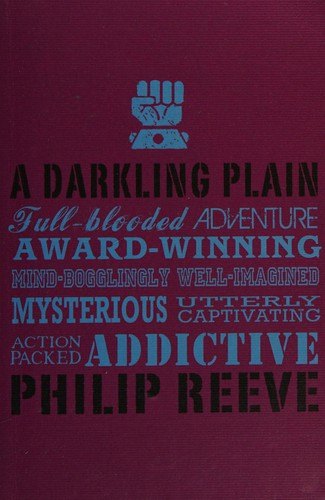 A DARKLING PLAIN
Full-blooded ADVENTURE
AWARD-WINNING
MIND-BOGGLINGLY WELL-IMAGINED
MYSTERIOUS UTTERLY CAPTIVATING
ACTION PACKED ADDICTIVE
PHILIP REEVE